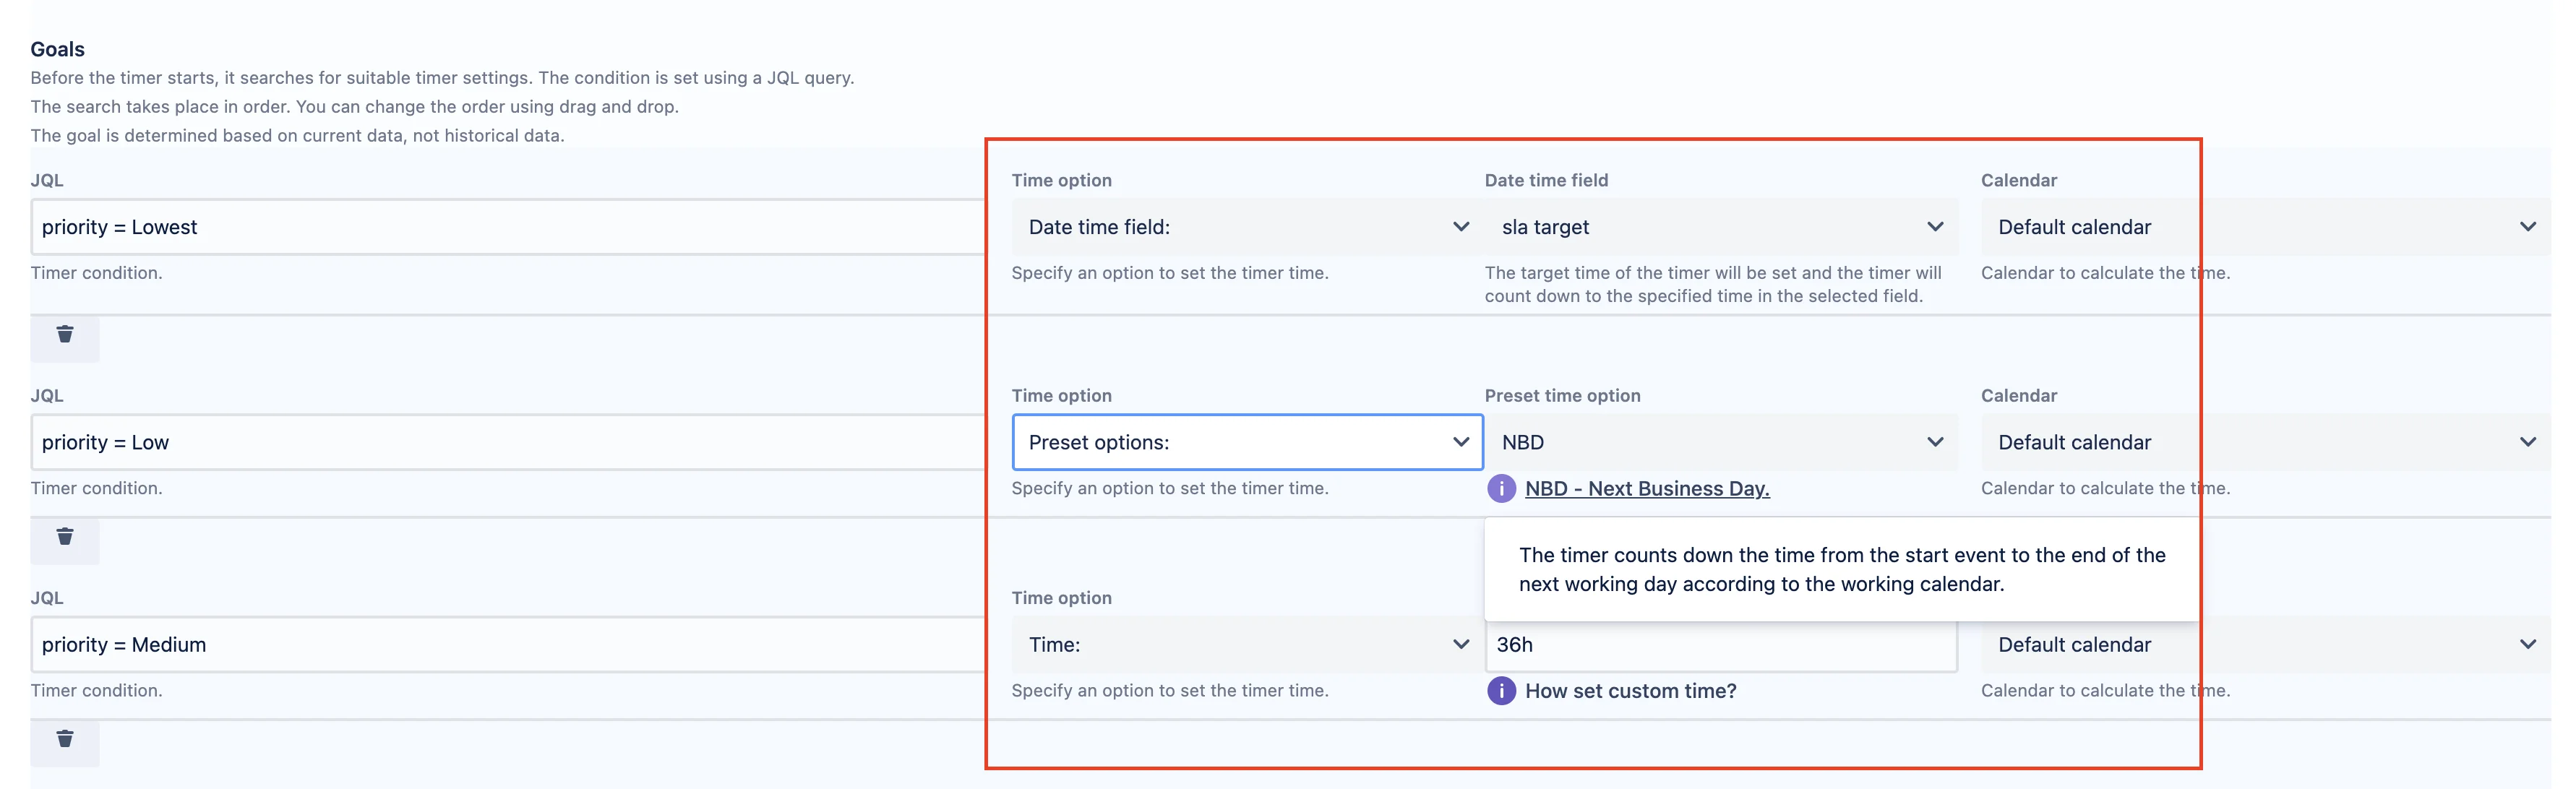 Goals
Before the timer starts, it searches for suitable timer settings. The condition is set using a JQL query.
The search takes place in order. You can change the order using drag and drop.
The goal is determined based on current data, not historical data.
JQL
Time option
Date time field
Calendar
priority = Lowest
Date time field:
sla target
Default calendar
Timer condition.
Specify an option to set the timer time.
The target time of the timer will be set and the timer will
count down to the specified time in the selected field.
Calendar to calculate the time.
JQL
Time option
Preset time option
Calendar
priority = Low
Preset options:
NBD
Default calendar
Timer condition.
Specify an option to set the timer time.
NBD - Next Business Day.
Calendar to calculate the time.
The timer counts down the time from the start event to the end of the
next working day according to the working calendar.
JQL
Time option
priority = Medium
Time:
36h
Default calendar
Timer condition.
Specify an option to set the timer time.
How set custom time?
Calendar to calculate the time.